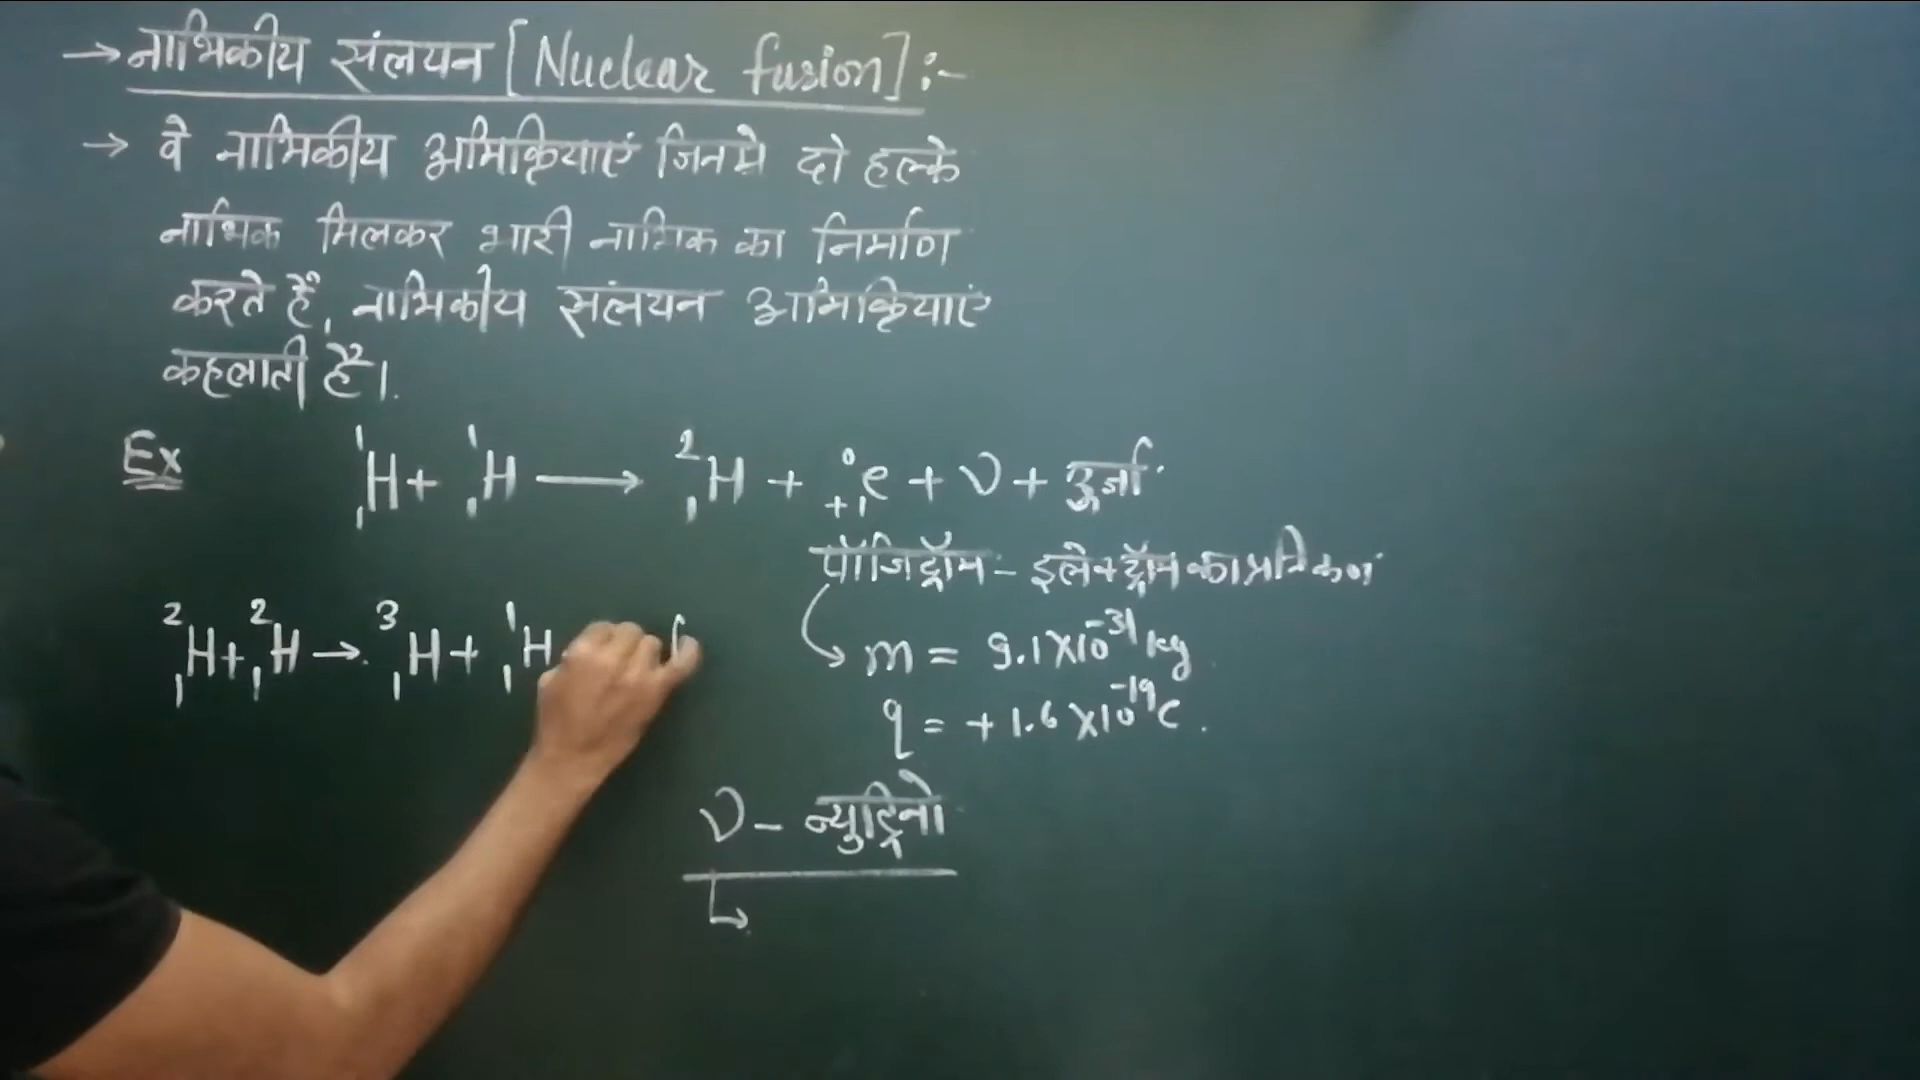 → नाभिकीय संलयन [Nuclear fusion] :-
→ वे नाभिकीय अभिक्रियाएं जिनमे दो हल्के
नाभिक मिलकर भारी नाभिक का निर्माण
करते हैं, नाभिकीय संलयन अभिक्रियाएं
कहलाती हैं।
Ex ¹₁H + ¹₁H ⟶ ²₁H + ⁰₊₁e + ν + ऊर्जा
पॉजिट्रॉन - इलेक्ट्रॉन का प्रतिकण
²₁H + ²₁H → ³₁H + ¹₁H
m = 9.1×10⁻³¹ kg
q = +1.6×10⁻¹⁹C.
ν - न्युट्रिनो
↳